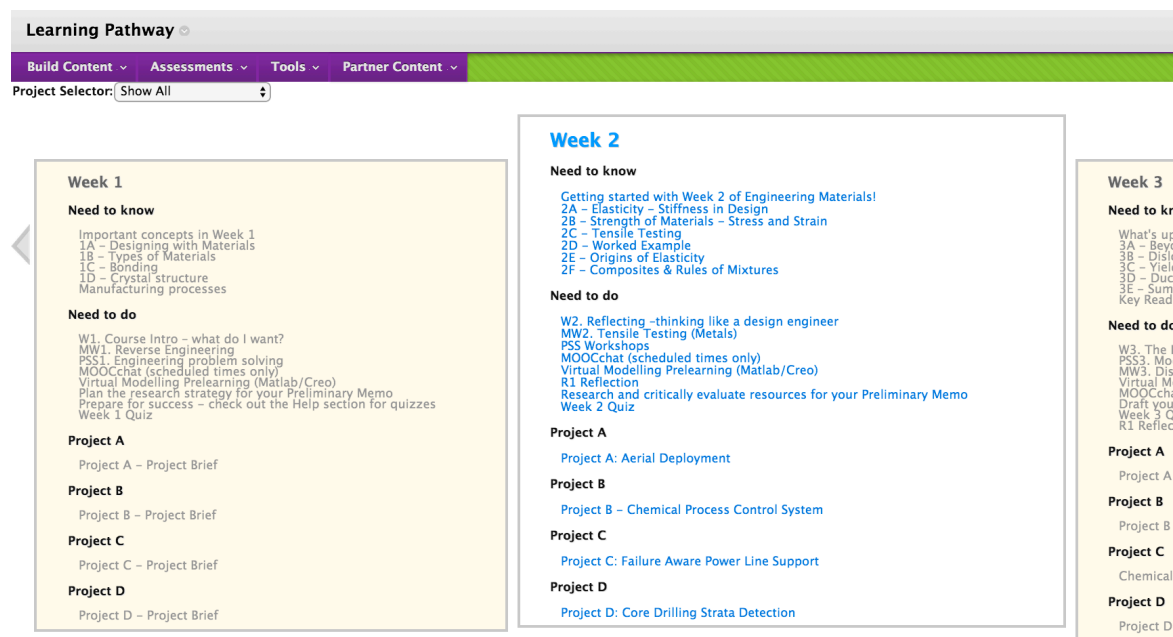 Learning Pathway
Build Content
Assessments
Tools
Partner Content
Project Selector: Show All
Week 1
Need to know
Important concepts in Week 1
1A – Designing with Materials
1B – Types of Materials
1C – Bonding
1D – Crystal structure
Manufacturing processes
Need to do
W1. Course Intro – what do I want?
MW1. Reverse Engineering
PSS1. Engineering problem solving
MOOCchat (scheduled times only)
Virtual Modelling Prelearning (Matlab/Creo)
Plan the research strategy for your Preliminary Memo
Prepare for success – check out the Help section for quizzes
Week 1 Quiz
Project A
Project A – Project Brief
Project B
Project B – Project Brief
Project C
Project C – Project Brief
Project D
Project D – Project Brief
Week 2
Need to know
Getting started with Week 2 of Engineering Materials!
2A – Elasticity – Stiffness in Design
2B – Strength of Materials – Stress and Strain
2C – Tensile Testing
2D – Worked Example
2E – Origins of Elasticity
2F – Composites & Rules of Mixtures
Need to do
W2. Reflecting –thinking like a design engineer
MW2. Tensile Testing (Metals)
PSS Workshops
MOOCchat (scheduled times only)
Virtual Modelling Prelearning (Matlab/Creo)
R1 Reflection
Research and critically evaluate resources for your Preliminary Memo
Week 2 Quiz
Project A
Project A: Aerial Deployment
Project B
Project B – Chemical Process Control System
Project C
Project C: Failure Aware Power Line Support
Project D
Project D: Core Drilling Strata Detection
Week 3
Need to
What's
3A –
3B –
3C –
3D –
3E –
Key
Need to
W3. The
PSS3.
MW3.
Virtual
Draft
Week 3
R1
Project A
Project A
Project B
Project B
Project C
Chemical
Project D
Project D